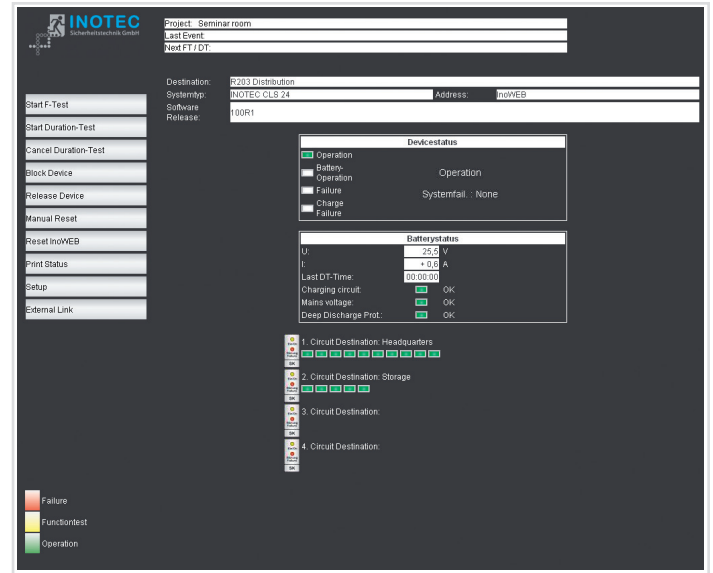 INOTEC
Sicherheitstechnik GmbH
Project: Seminar room
Last Event:
Next FT / DT:
Destination: R203 Distribution
Systemtyp: INOTEC CLS 24 Address: InoWEB
Software Release: 100R1
Start F-Test
Start Duration-Test
Cancel Duration-Test
Block Device
Release Device
Manual Reset
Reset InoWEB
Print Status
Setup
External Link
Devicestatus
Operation
Battery-
Operation
Failure
Charge
Failure
Operation
Systemfail. : None
Batterystatus
U: 25,5 V
I: + 0,6 A
Last DT-Time: 00:00:00
Charging circuit: OK
Mains voltage: OK
Deep Discharge Prot.: OK
1. Circuit Destination: Headquarters
SK
2. Circuit Destination: Storage
SK
3. Circuit Destination:
SK
4. Circuit Destination:
SK
Failure
Functiontest
Operation